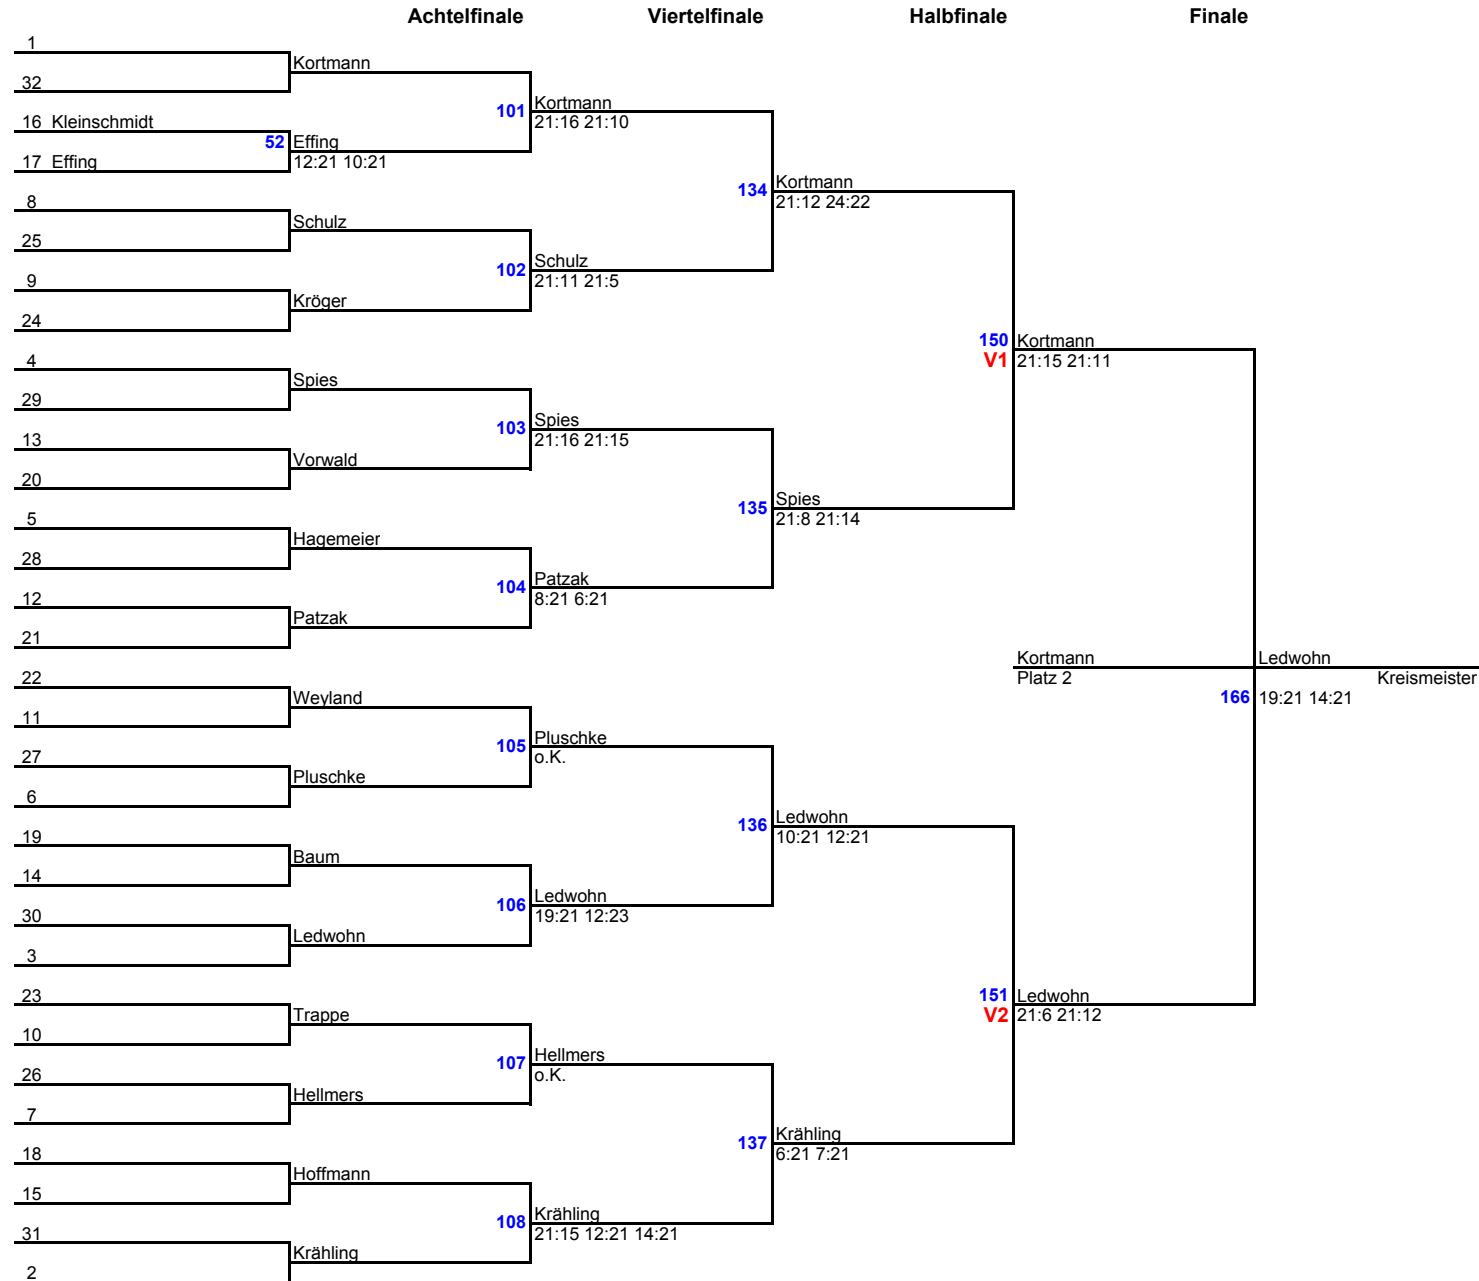 Achtelfinale Viertelfinale Halbfinale Finale
1
Kortmann
32
101 Kortmann
21:16 21:10
16 Kleinschmidt
52 Effing
12:21 10:21
17 Effing
134 Kortmann
21:12 24:22
8
Schulz
25
102 Schulz
21:11 21:5
9
Kröger
24
150 Kortmann
V1 21:15 21:11
4
Spies
29
103 Spies
21:16 21:15
13
Vorwald
20
135 Spies
21:8 21:14
5
Hagemeier
28
104 Patzak
8:21 6:21
12
Patzak
21
Kortmann Ledwohn
Platz 2 Kreismeister
166 19:21 14:21
22
Weyland
11
105 Pluschke
o.K.
27
Pluschke
6
136 Ledwohn
10:21 12:21
19
Baum
14
106 Ledwohn
19:21 12:23
30
Ledwohn
3
151 Ledwohn
V2 21:6 21:12
23
Trappe
10
107 Hellmers
o.K.
26
Hellmers
7
137 Krähling
6:21 7:21
18
Hoffmann
15
108 Krähling
21:15 12:21 14:21
31
Krähling
2